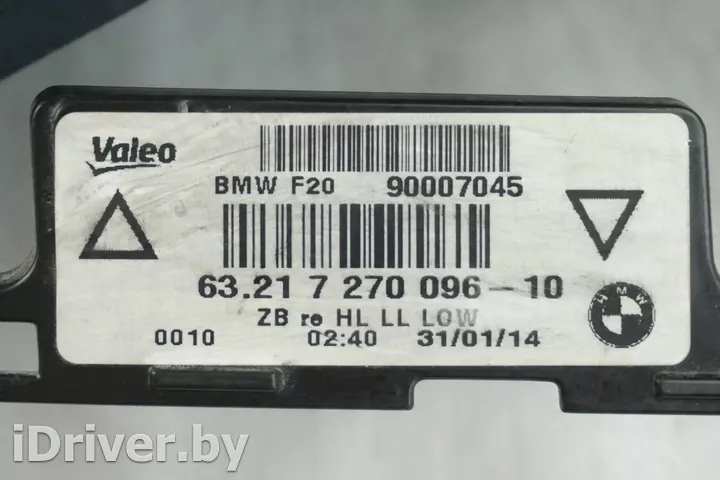 Valeo
BMW F20 90007045
63.21 7 270 096-10
ZB re HL LL LOW
0010 02:40 31/01/14
BMW
iDriver.by